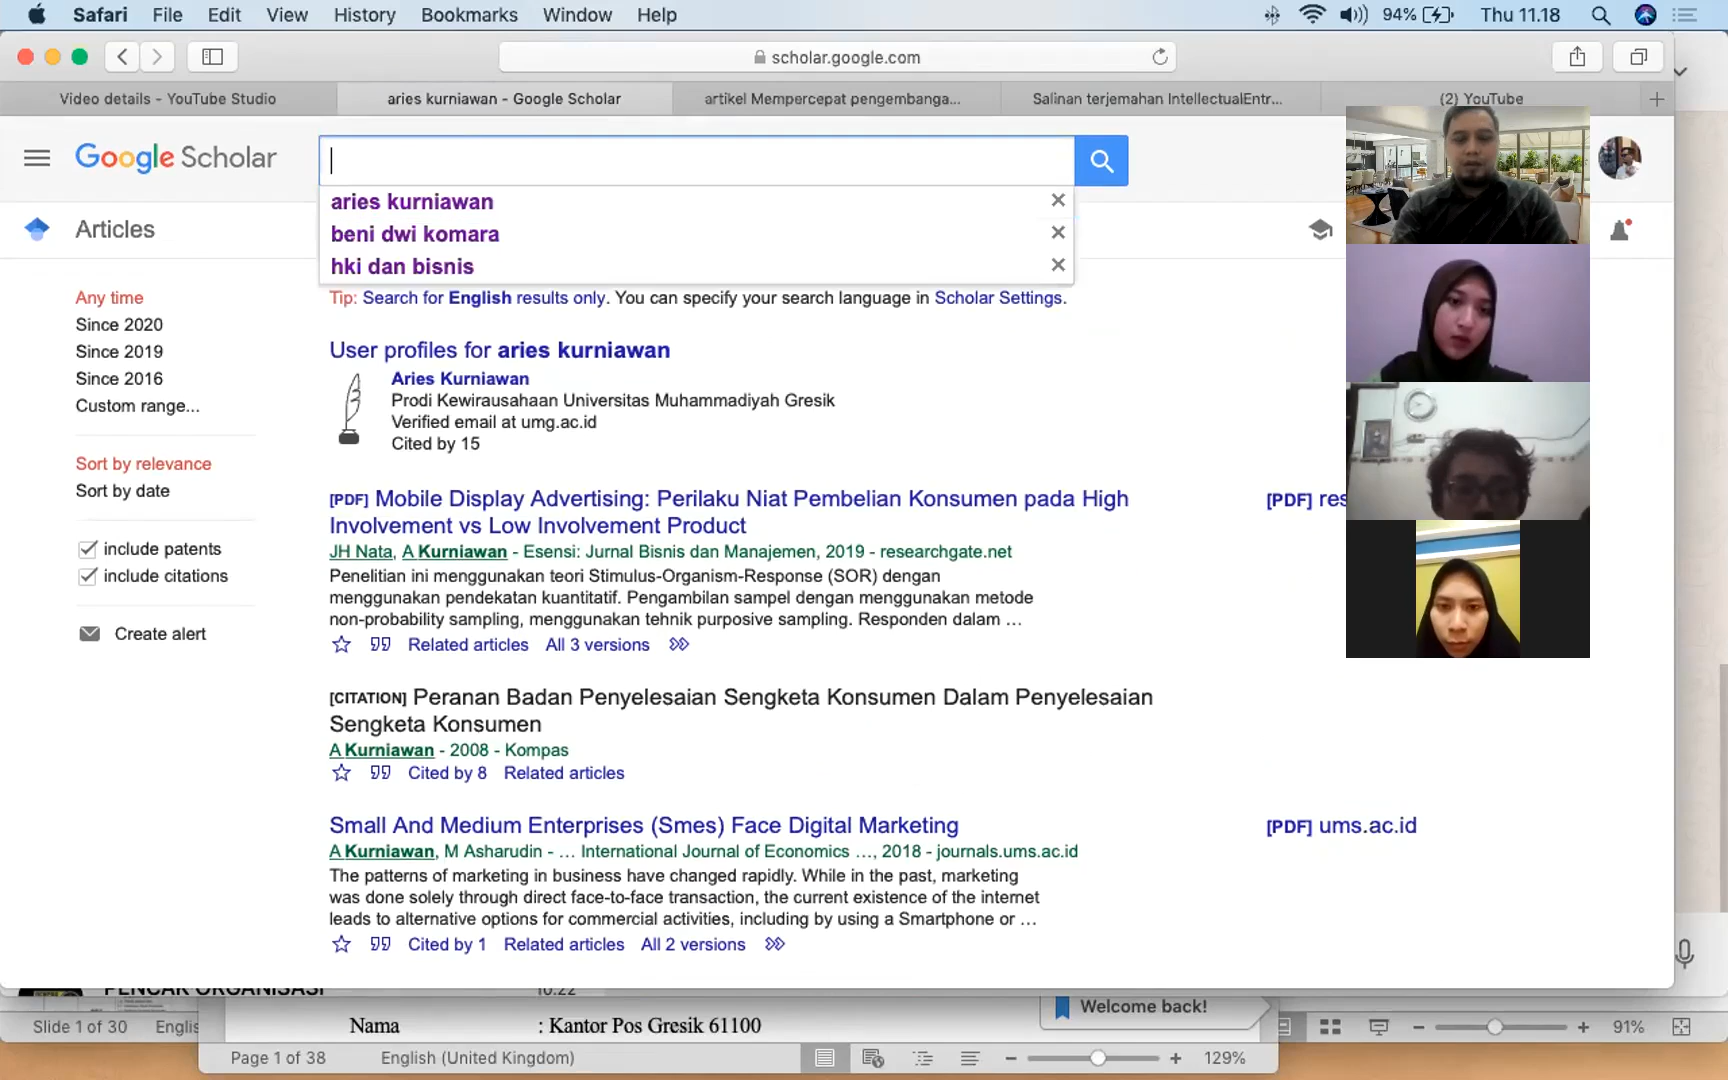 Safari File Edit View History Bookmarks Window Help 94% Thu 11.18
scholar.google.com
Video details - YouTube Studio
aries kurniawan - Google Scholar
artikel Mempercepat pengembanga...
Salinan terjemahan IntellectualEntr...
(2) YouTube
Google Scholar
aries kurniawan
beni dwi komara
hki dan bisnis
Articles
Any time
Since 2020
Since 2019
Since 2016
Custom range...
Sort by relevance
Sort by date
include patents
include citations
Create alert
Tip: Search for English results only. You can specify your search language in Scholar Settings.
User profiles for aries kurniawan
Aries Kurniawan
Prodi Kewirausahaan Universitas Muhammadiyah Gresik
Verified email at umg.ac.id
Cited by 15
[PDF] Mobile Display Advertising: Perilaku Niat Pembelian Konsumen pada High
Involvement vs Low Involvement Product
[PDF] res
JH Nata, A Kurniawan - Esensi: Jurnal Bisnis dan Manajemen, 2019 - researchgate.net
Penelitian ini menggunakan teori Stimulus-Organism-Response (SOR) dengan
menggunakan pendekatan kuantitatif. Pengambilan sampel dengan menggunakan metode
non-probability sampling, menggunakan tehnik purposive sampling. Responden dalam ...
Related articles All 3 versions
[CITATION] Peranan Badan Penyelesaian Sengketa Konsumen Dalam Penyelesaian
Sengketa Konsumen
A Kurniawan - 2008 - Kompas
Cited by 8 Related articles
Small And Medium Enterprises (Smes) Face Digital Marketing
[PDF] ums.ac.id
A Kurniawan, M Asharudin - ... International Journal of Economics ..., 2018 - journals.ums.ac.id
The patterns of marketing in business have changed rapidly. While in the past, marketing
was done solely through direct face-to-face transaction, the current existence of the internet
leads to alternative options for commercial activities, including by using a Smartphone or ...
Cited by 1 Related articles All 2 versions
PENCAK ORGANISASI
10.22
Slide 1 of 30 Englis
Nama : Kantor Pos Gresik 61100
Welcome back!
91%
Page 1 of 38 English (United Kingdom) 129%